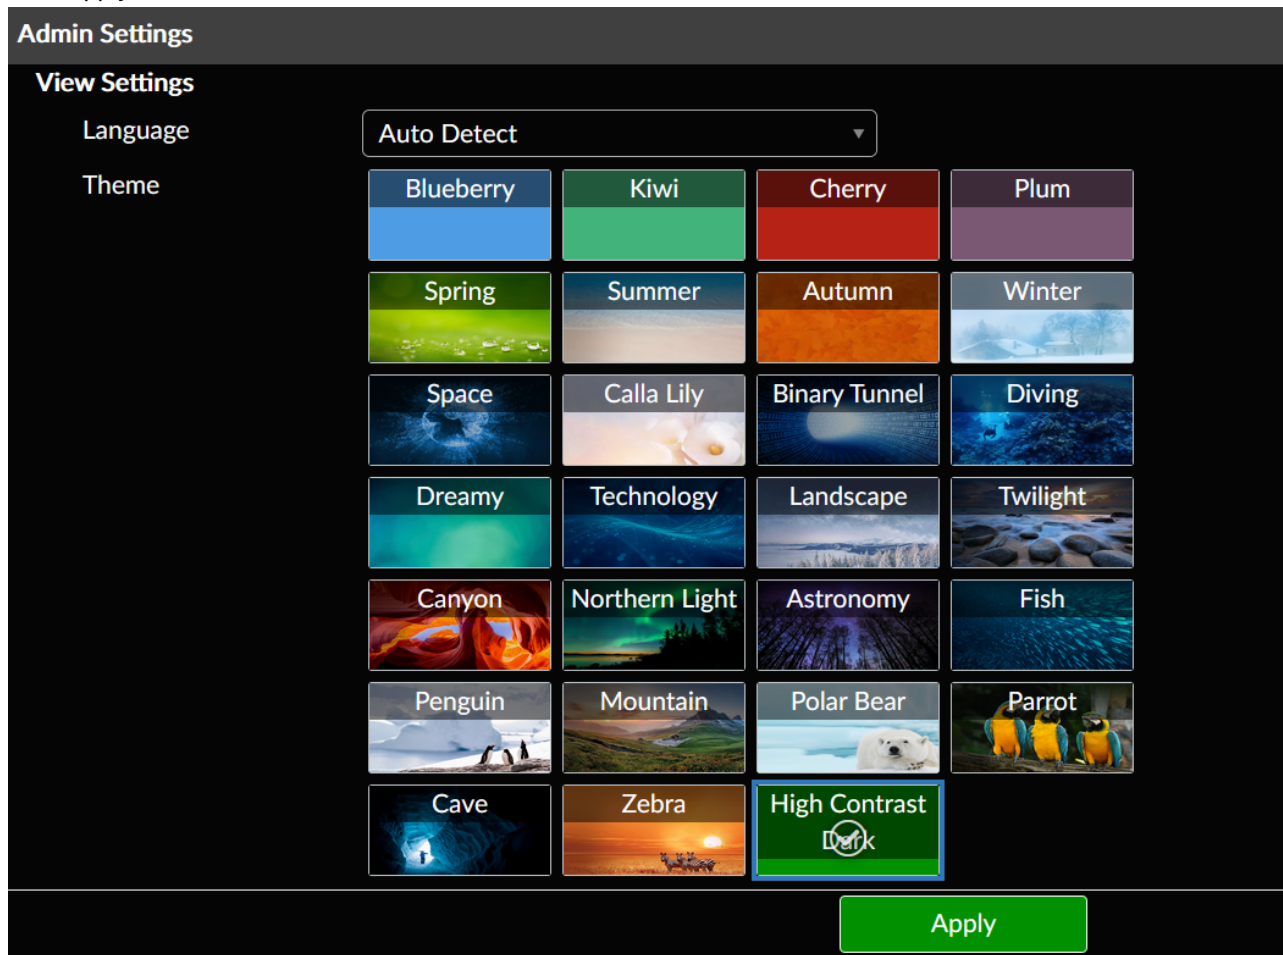 Admin Settings
View Settings
Language
Auto Detect
Theme
Blueberry
Kiwi
Cherry
Plum
Spring
Summer
Autumn
Winter
Space
Calla Lily
Binary Tunnel
Diving
Dreamy
Technology
Landscape
Twilight
Canyon
Northern Light
Astronomy
Fish
Penguin
Mountain
Polar Bear
Parrot
Cave
Zebra
High Contrast
Dark
Apply